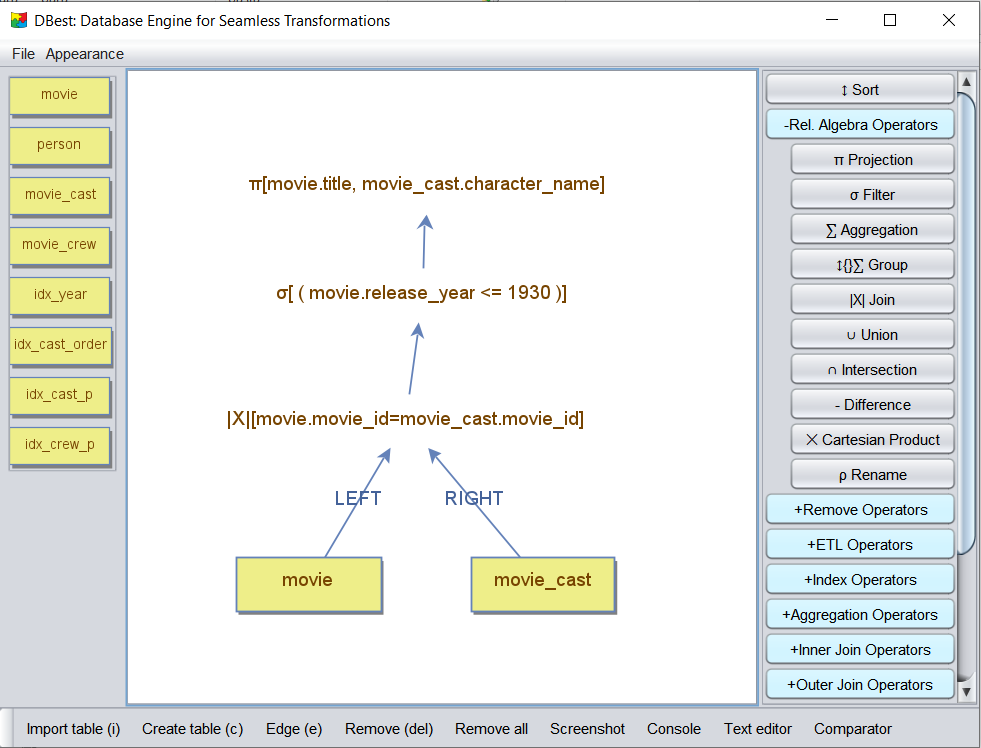 DBest: Database Engine for Seamless Transformations
File Appearance
movie
person
movie_cast
movie_crew
idx_year
idx_cast_order
idx_cast_p
idx_crew_p
π[movie.title, movie_cast.character_name]
σ[ ( movie.release_year <= 1930 )]
|X|[movie.movie_id=movie_cast.movie_id]
LEFT RIGHT
movie movie_cast
↕ Sort
-Rel. Algebra Operators
π Projection
σ Filter
∑ Aggregation
↕{}∑ Group
|X| Join
∪ Union
∩ Intersection
- Difference
✕ Cartesian Product
ρ Rename
+Remove Operators
+ETL Operators
+Index Operators
+Aggregation Operators
+Inner Join Operators
+Outer Join Operators
Import table (i) Create table (c) Edge (e) Remove (del) Remove all Screenshot Console Text editor Comparator